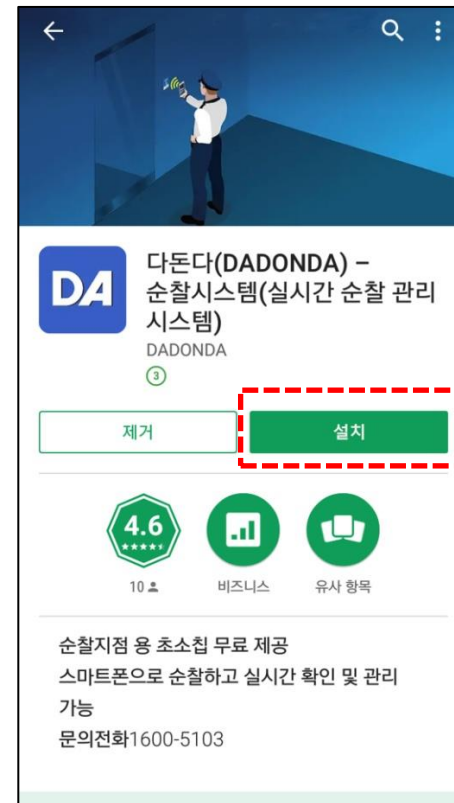 DA
다돈다(DADONDA) –
순찰시스템(실시간 순찰 관리
시스템)
DADONDA
3
제거
설치
4.6
10
비즈니스
유사 항목
순찰지점 용 초소칩 무료 제공
스마트폰으로 순찰하고 실시간 확인 및 관리
가능
문의전화1600-5103